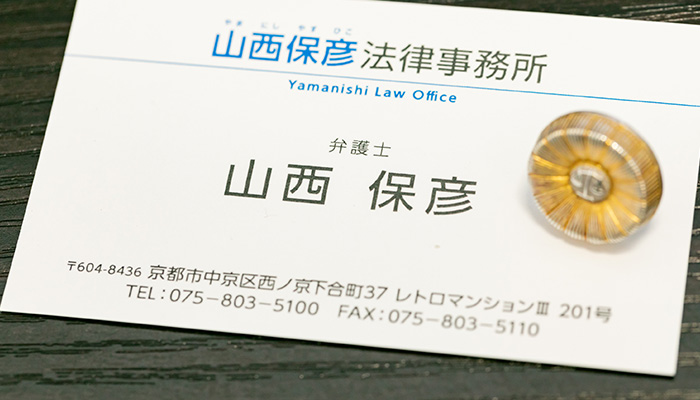 やま にし やす ひこ
山西保彦法律事務所
Yamanishi Law Office
弁護士
山西 保彦
〒604-8436 京都市中京区西ノ京下合町37 レトロマンションⅢ 201号
TEL：075－803－5100 FAX：075－803－5110